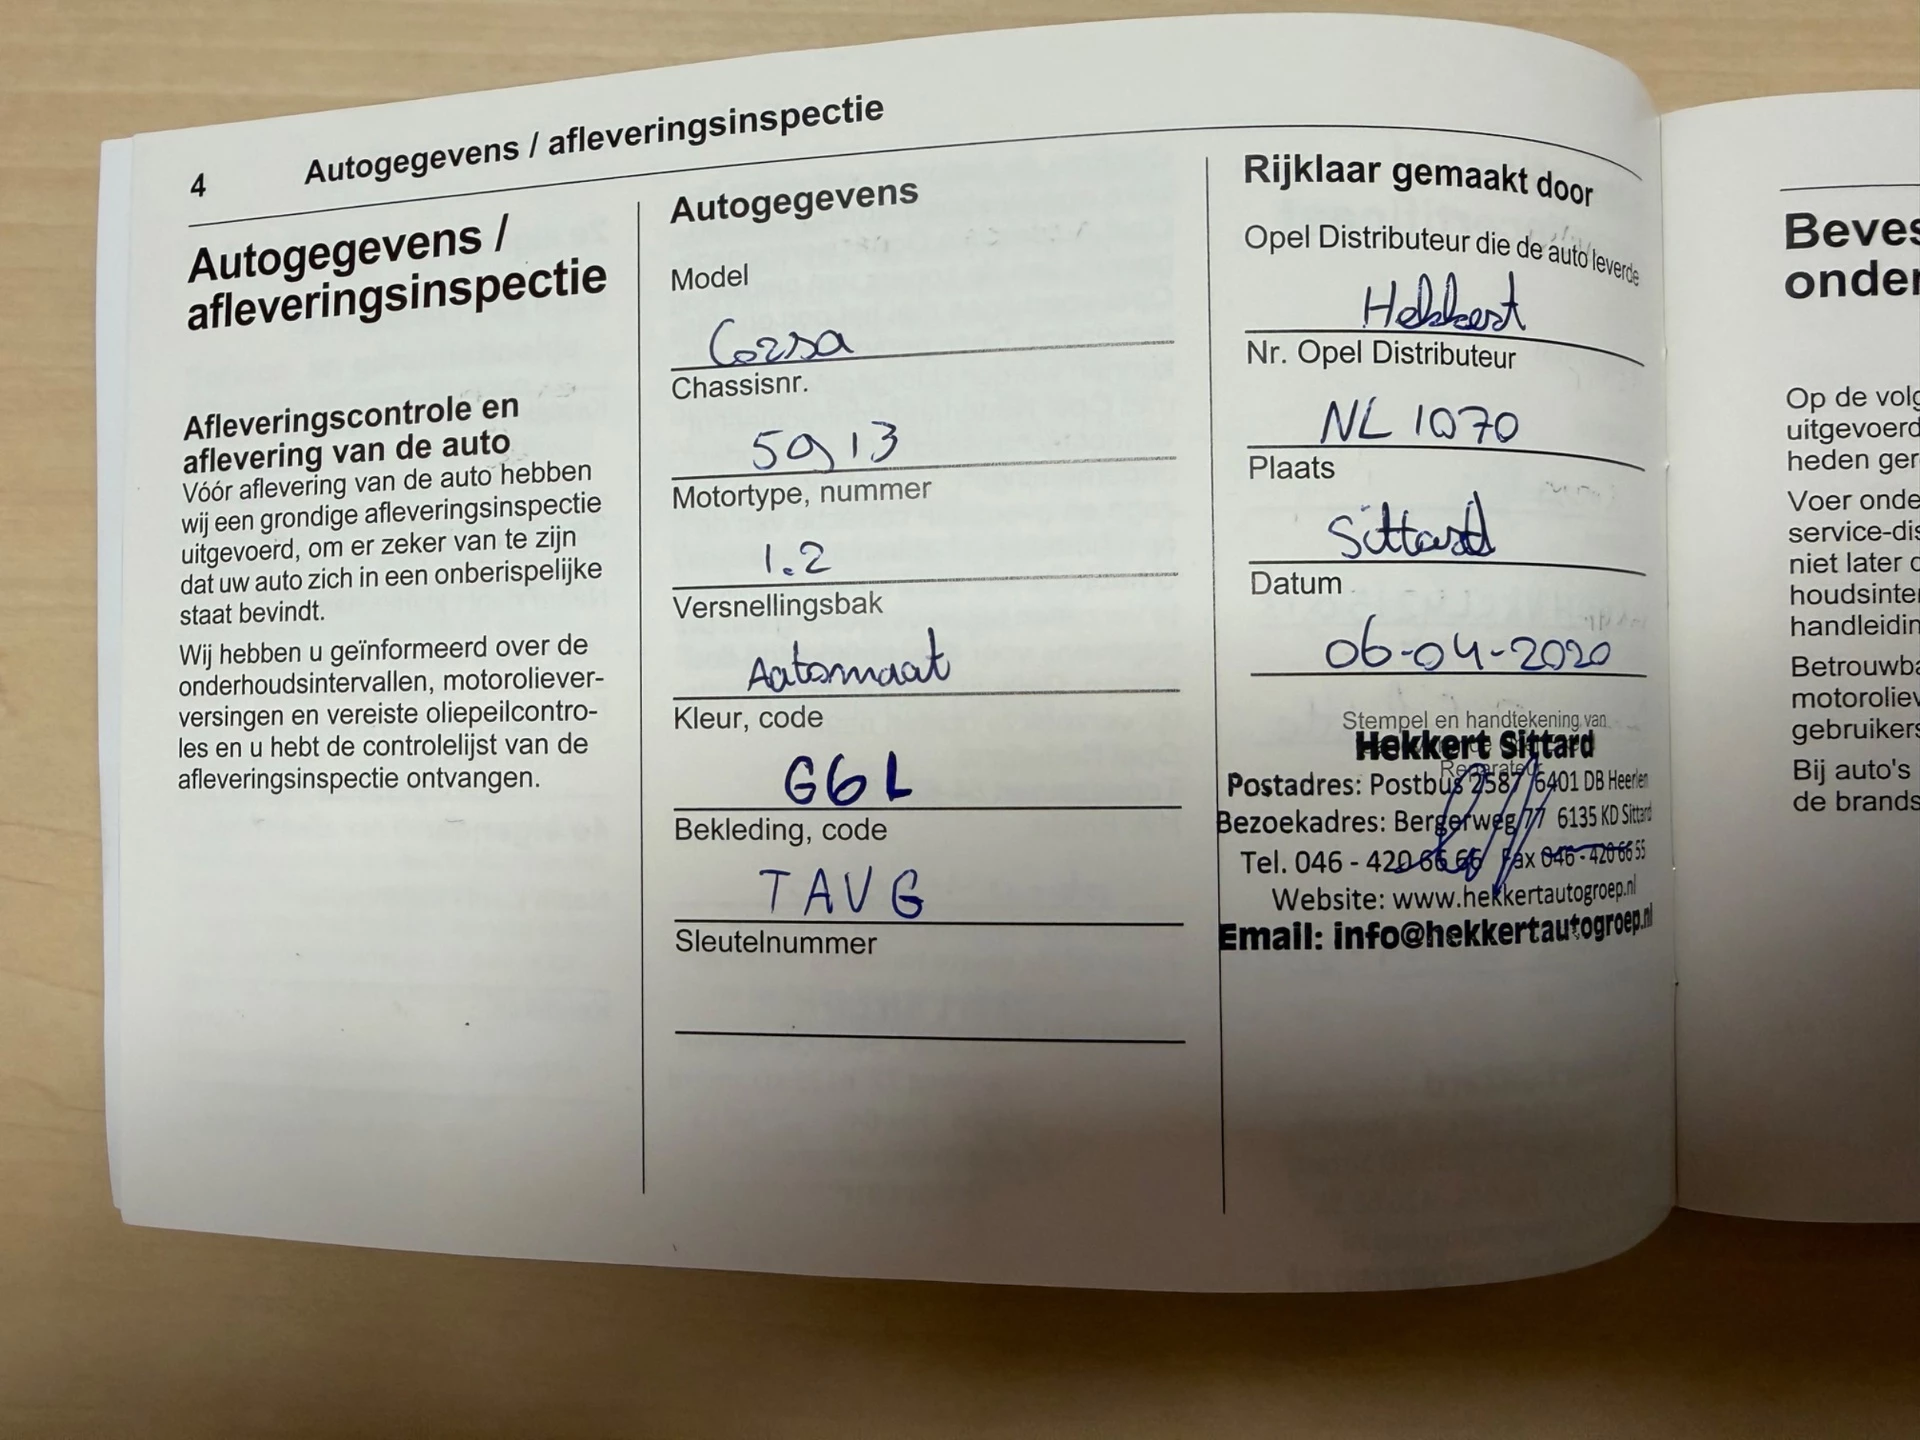 4 Autogegevens / afleveringsinspectie
Autogegevens /
afleveringsinspectie
Afleveringscontrole en
aflevering van de auto
Vóór aflevering van de auto hebben
wij een grondige afleveringsinspectie
uitgevoerd, om er zeker van te zijn
dat uw auto zich in een onberispelijke
staat bevindt.
Wij hebben u geïnformeerd over de
onderhoudsintervallen, motoroliever-
versingen en vereiste oliepeilcontro-
les en u hebt de controlelijst van de
afleveringsinspectie ontvangen.
Autogegevens
Model
Corsa
Chassisnr.
5913
Motortype, nummer
1.2
Versnellingsbak
Automaat
Kleur, code
G6L
Bekleding, code
TAVG
Sleutelnummer
Rijklaar gemaakt door
Opel Distributeur die de auto leverde
Hekkert
Nr. Opel Distributeur
NL 1070
Plaats
Sittard
Datum
06-04-2020
Stempel en handtekening van
Hekkert Sittard
Reparateur
Postadres: Postbus 2587 6401 DB Heerlen
Bezoekadres: Bergerweg 77 6135 KD Sittard
Tel. 046 - 420 66 66 Fax 046 - 420 66 55
Website: www.hekkertautogroep.nl
Email: info@hekkertautogroep.nl
Beves
onder
Op de volg
uitgevoerd
heden ger
Voer onde
service-dis
niet later
houdsinter
handleidin
Betrouwba
motoroliev
gebruikers
Bij auto's
de brands